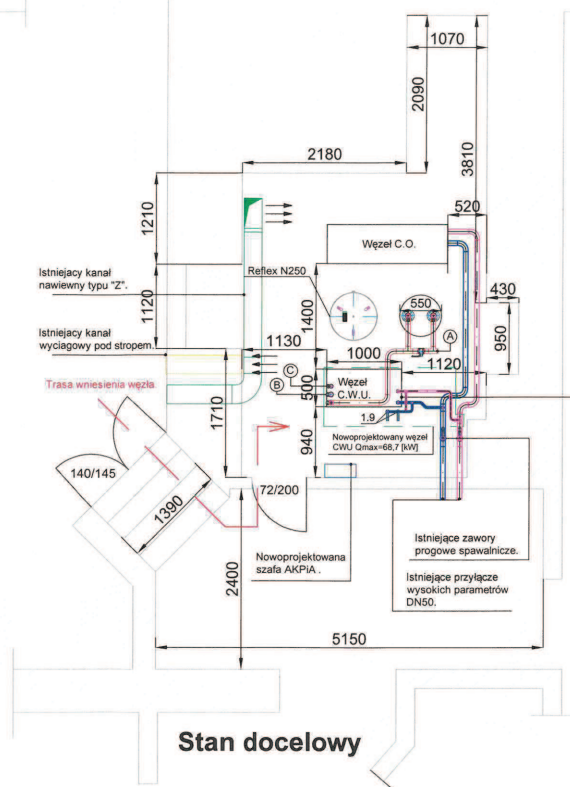 1070
2090
3810
2180
520
1210
Węzeł C.O.
Istniejacy kanał
nawiewny typu "Z".
Reflex N250
430
550
1120
1400
950
Istniejacy kanał
wyciagowy pod stropem.
1130
A
1000
1120
C
B
500
Węzeł
C.W.U.
Trasa wniesienia węzła
1710
1.9
940
Nowoprojektowany węzeł
CWU Qmax=68,7 [kW]
140/145
72/200
1390
Nowoprojektowana
szafa AKPiA .
Istniejące zawory
progowe spawalnicze.
Istniejące przyłącze
wysokich parametrów
DN50.
2400
5150
Stan docelowy